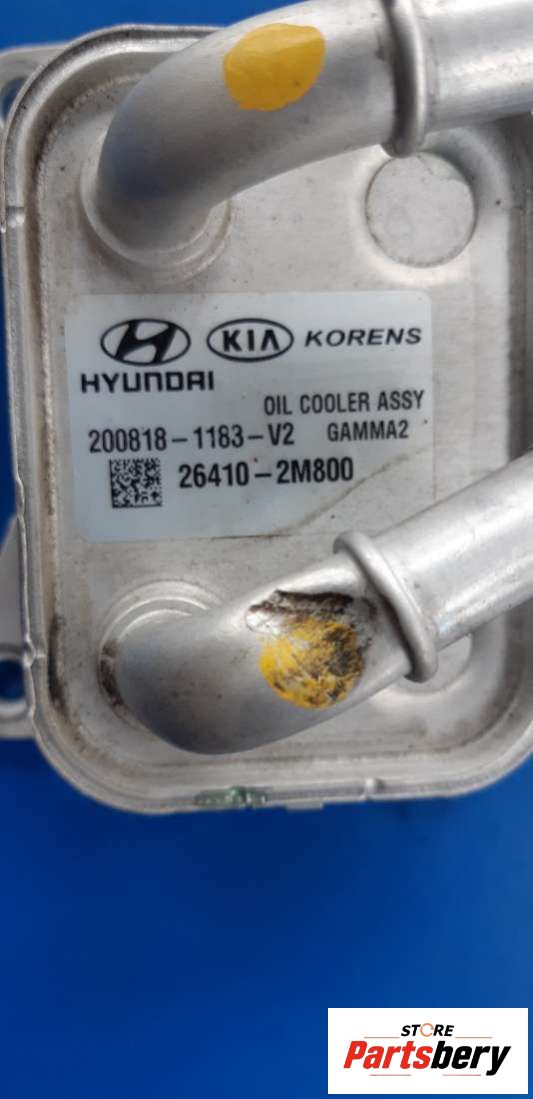 KIA KORENS
HYUNDAI
OIL COOLER ASSY
200818-1183-V2 GAMMA2
26410-2M800
STORE
Partsbery